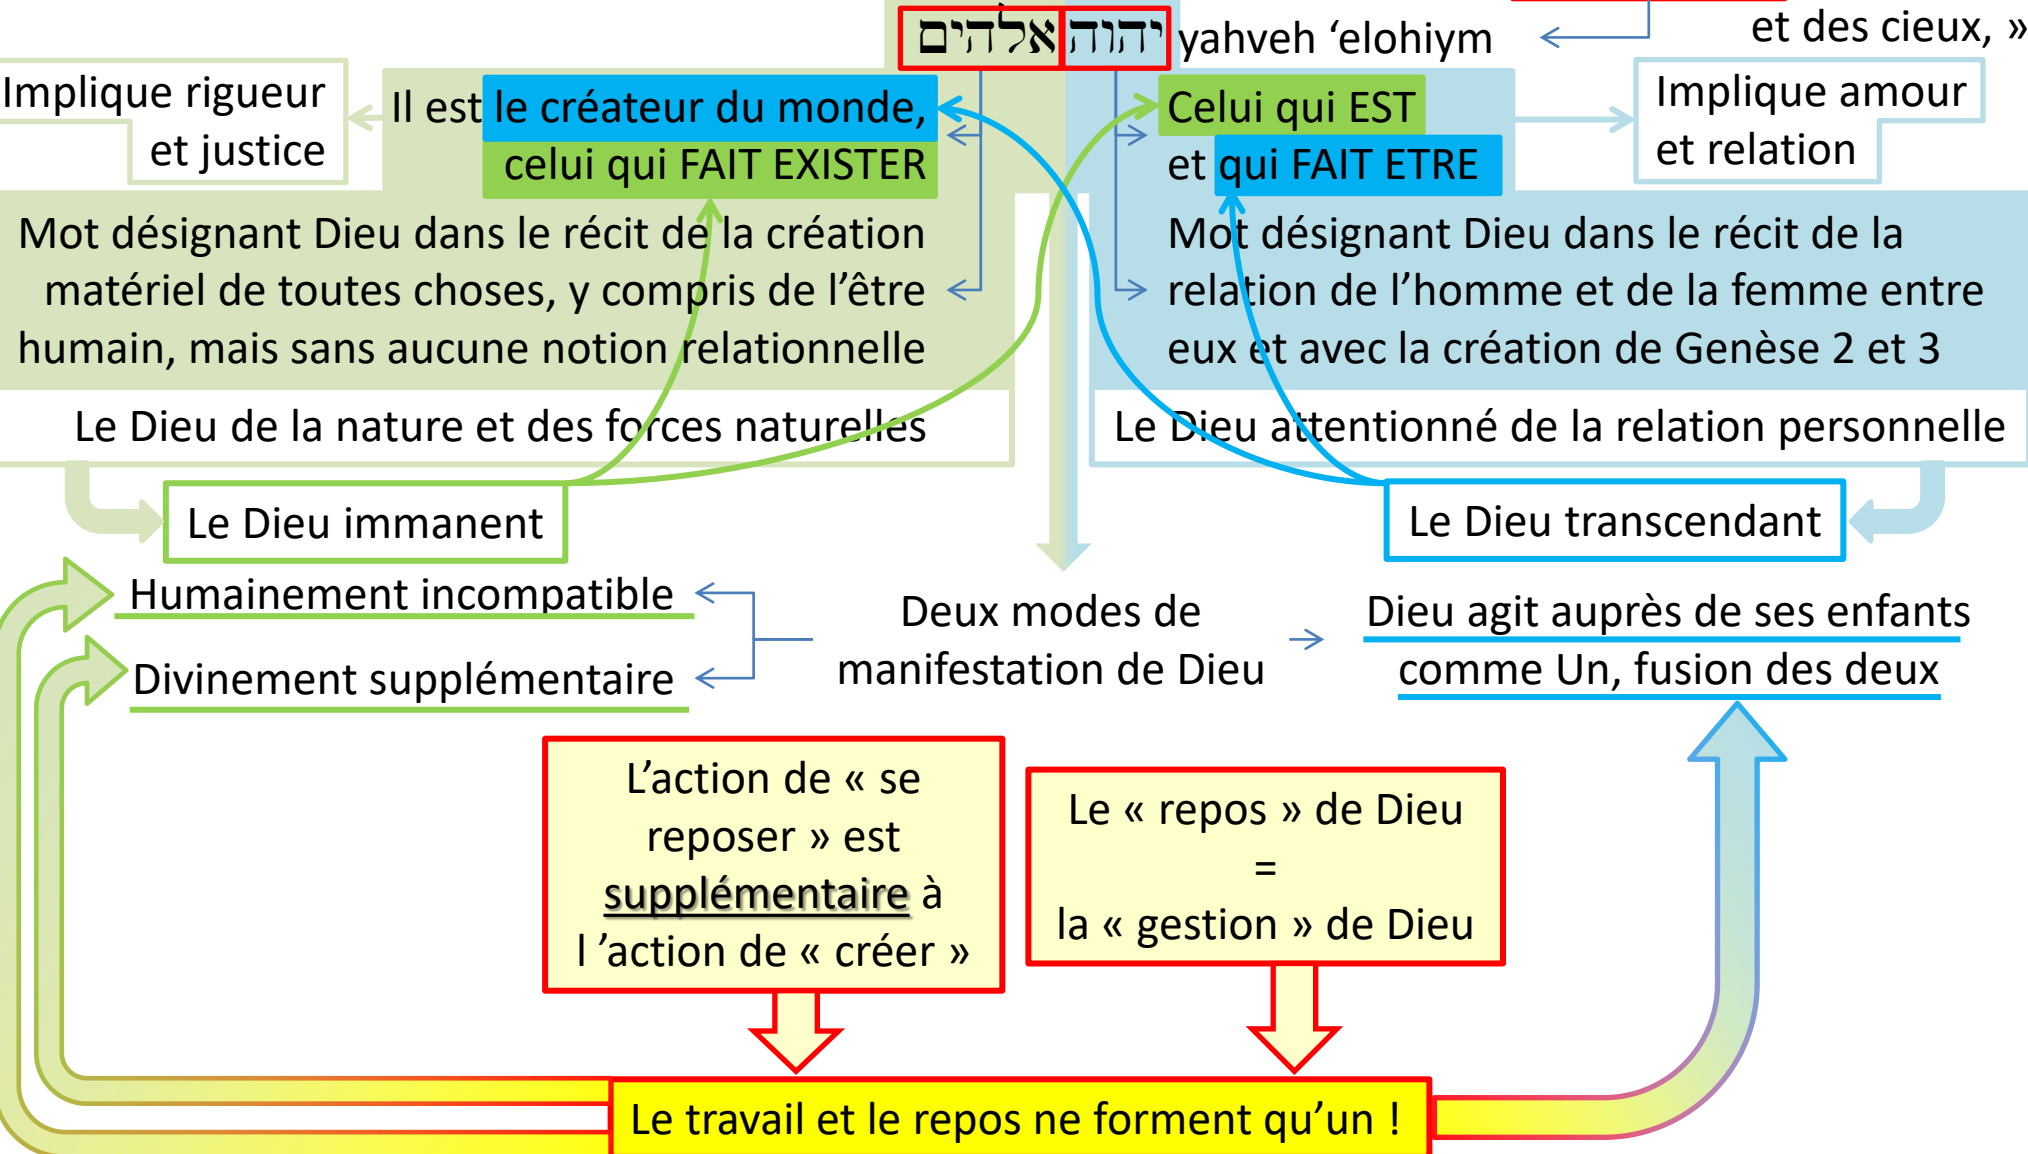 et des cieux, »
יהוה אלהים yahveh ‘elohiym
Implique rigueur
et justice
Il est le créateur du monde,
celui qui FAIT EXISTER
Celui qui EST
et qui FAIT ETRE
Implique amour
et relation
Mot désignant Dieu dans le récit de la création
matériel de toutes choses, y compris de l’être
humain, mais sans aucune notion relationnelle
Mot désignant Dieu dans le récit de la
relation de l’homme et de la femme entre
eux et avec la création de Genèse 2 et 3
Le Dieu de la nature et des forces naturelles
Le Dieu attentionné de la relation personnelle
Le Dieu immanent
Le Dieu transcendant
Humainement incompatible
Divinement supplémentaire
Deux modes de
manifestation de Dieu
Dieu agit auprès de ses enfants
comme Un, fusion des deux
L’action de « se
reposer » est
supplémentaire à
l ’action de « créer »
Le « repos » de Dieu
=
la « gestion » de Dieu
Le travail et le repos ne forment qu’un !